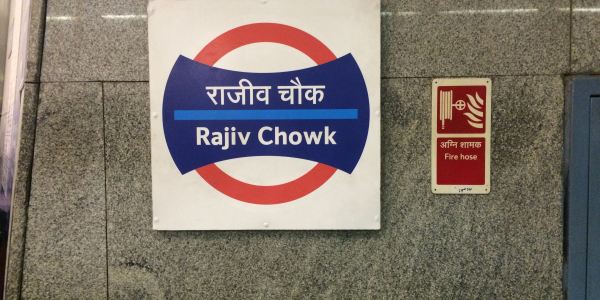 राजीव चौक
Rajiv Chowk
अग्नि शामक
Fire hose